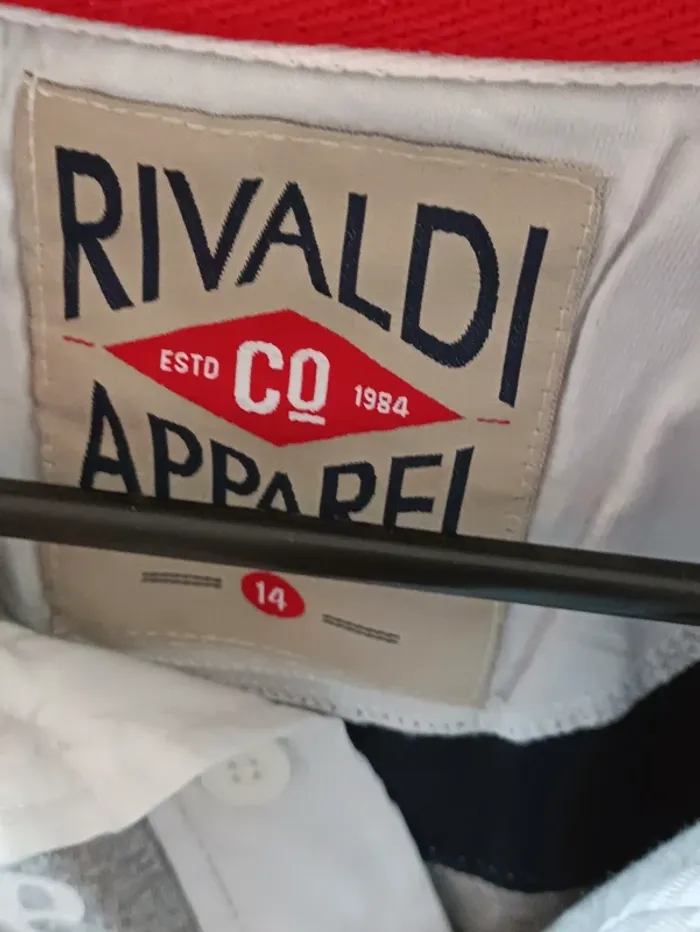 RIVALDI
ESTD CO 1984
APPAREL
14